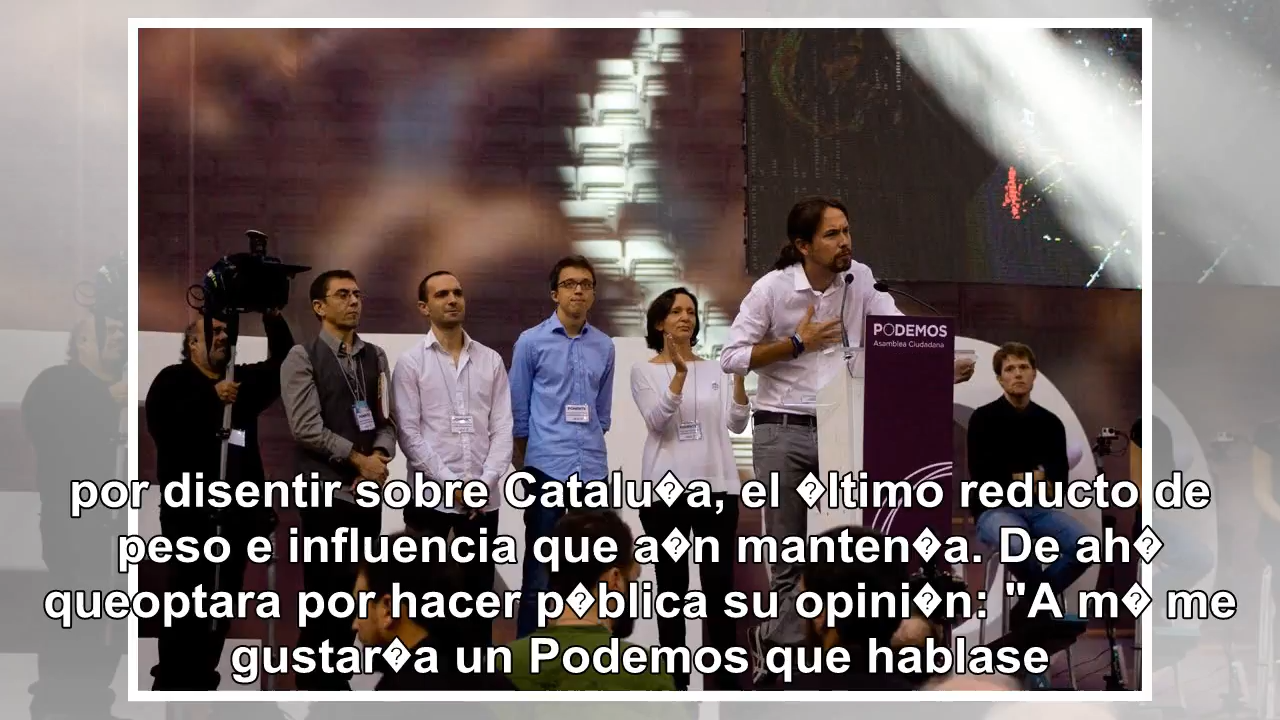 PODEMOS
Asamblea Ciudadana
por disentir sobre Catalu�a, el �ltimo reducto de
peso e influencia que a�n manten�a. De ah�
queoptara por hacer p�blica su opini�n: "A m� me
gustar�a un Podemos que hablase